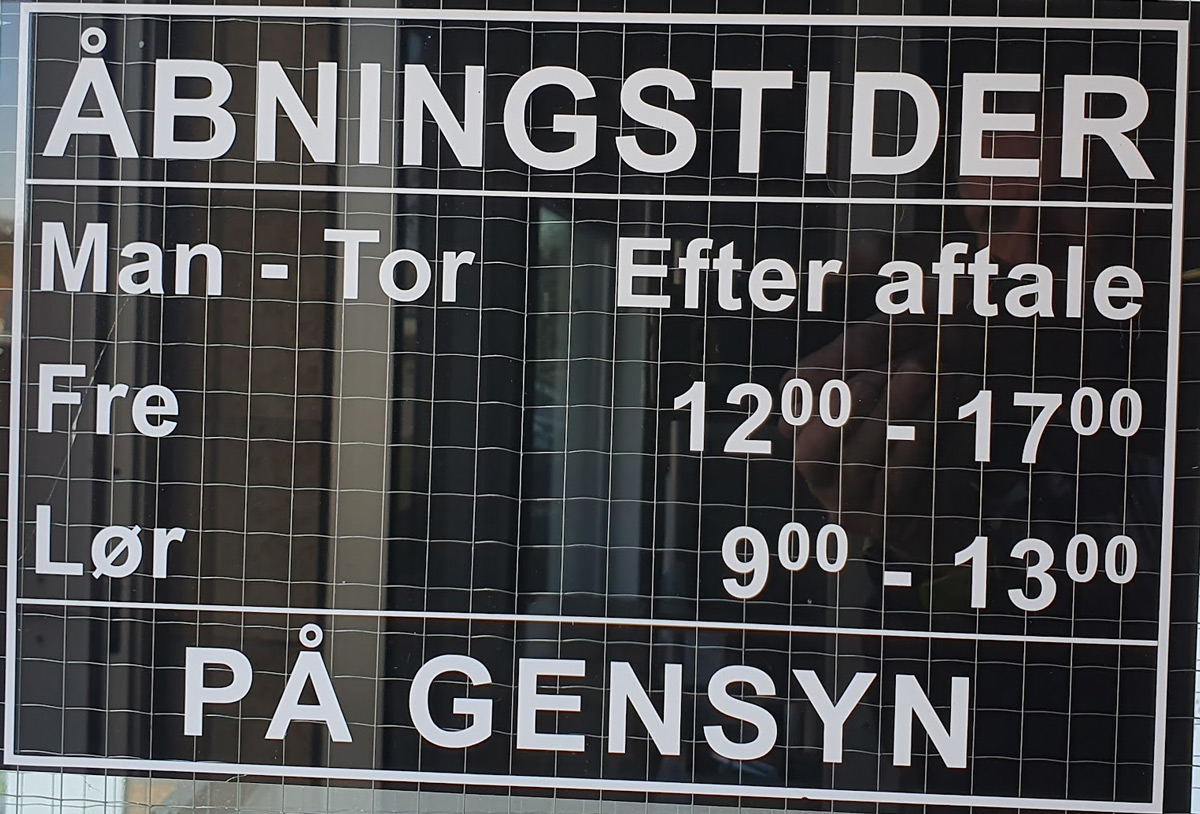 ÅBNINGSTIDER
Man - Tor Efter aftale
Fre 12⁰⁰ - 17⁰⁰
Lør 9⁰⁰ - 13⁰⁰
PÅ GENSYN